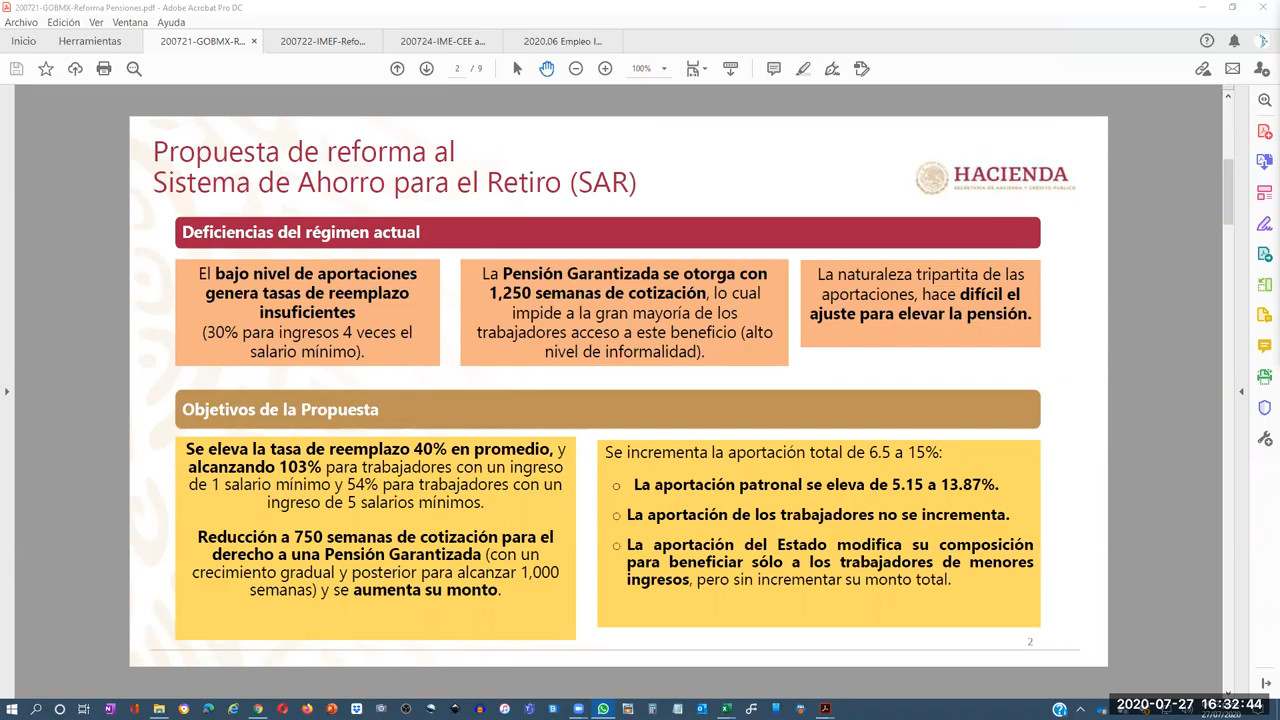 200721-GOBMX-Reforma Pensiones.pdf - Adobe Acrobat Pro DC
Archivo Edición Ver Ventana Ayuda
Inicio Herramientas 200721-GOBMX-R... × 200722-IMEF-Refo... 200724-IME-CEE a... 2020.06 Empleo I...
2 / 9 100%
Propuesta de reforma al
Sistema de Ahorro para el Retiro (SAR)
HACIENDA
SECRETARÍA DE HACIENDA Y CRÉDITO PÚBLICO
Deficiencias del régimen actual
El bajo nivel de aportaciones
genera tasas de reemplazo
insuficientes
(30% para ingresos 4 veces el
salario mínimo).
La Pensión Garantizada se otorga con
1,250 semanas de cotización, lo cual
impide a la gran mayoría de los
trabajadores acceso a este beneficio (alto
nivel de informalidad).
La naturaleza tripartita de las
aportaciones, hace difícil el
ajuste para elevar la pensión.
Objetivos de la Propuesta
Se eleva la tasa de reemplazo 40% en promedio, y
alcanzando 103% para trabajadores con un ingreso
de 1 salario mínimo y 54% para trabajadores con un
ingreso de 5 salarios mínimos.
Reducción a 750 semanas de cotización para el
derecho a una Pensión Garantizada (con un
crecimiento gradual y posterior para alcanzar 1,000
semanas) y se aumenta su monto.
Se incrementa la aportación total de 6.5 a 15%:
○ La aportación patronal se eleva de 5.15 a 13.87%.
○ La aportación de los trabajadores no se incrementa.
○ La aportación del Estado modifica su composición
para beneficiar sólo a los trabajadores de menores
ingresos, pero sin incrementar su monto total.
2
2020-07-27 16:32:44
27/07/2020